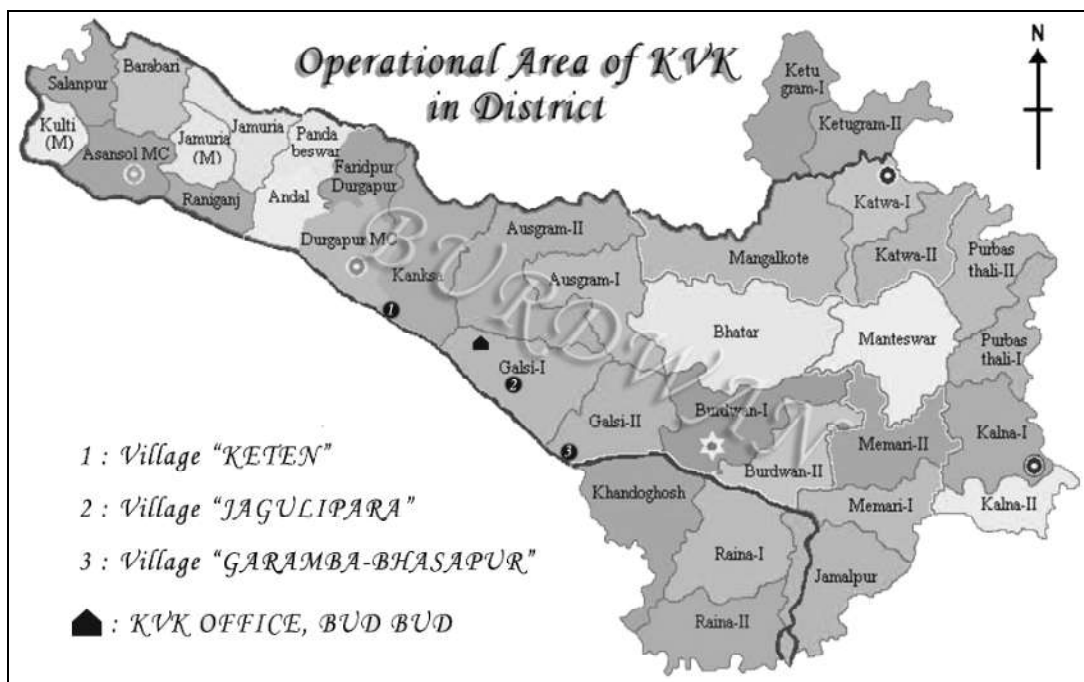 Operational Area of KVK
in District
N
Salanpur
Barabari
Kulti
(M)
Asansol MC
Jamuria
(M)
Jamuria
Raniganj
Panda
beswar
Andal
Faridpur
Durgapur
Durgapur MC
Kanksa
Ausgram-II
Ausgram-I
Ketu
gram-I
Ketugram-II
Katwa-I
Katwa-II
Mangalkote
Purbas
thali-II
Purbas
thali-I
Bhatar
Manteswar
BURDWAN
1
2
3
Galsi-I
Galsi-II
Burdwan-I
Burdwan-II
Memari-II
Memari-I
Kalna-I
Kalna-II
Khandoghosh
Raina-I
Raina-II
Jamalpur
1 : Village "KETEN"
2 : Village "JAGULIPARA"
3 : Village "GARAMBA-BHASAPUR"
: KVK OFFICE, BUD BUD